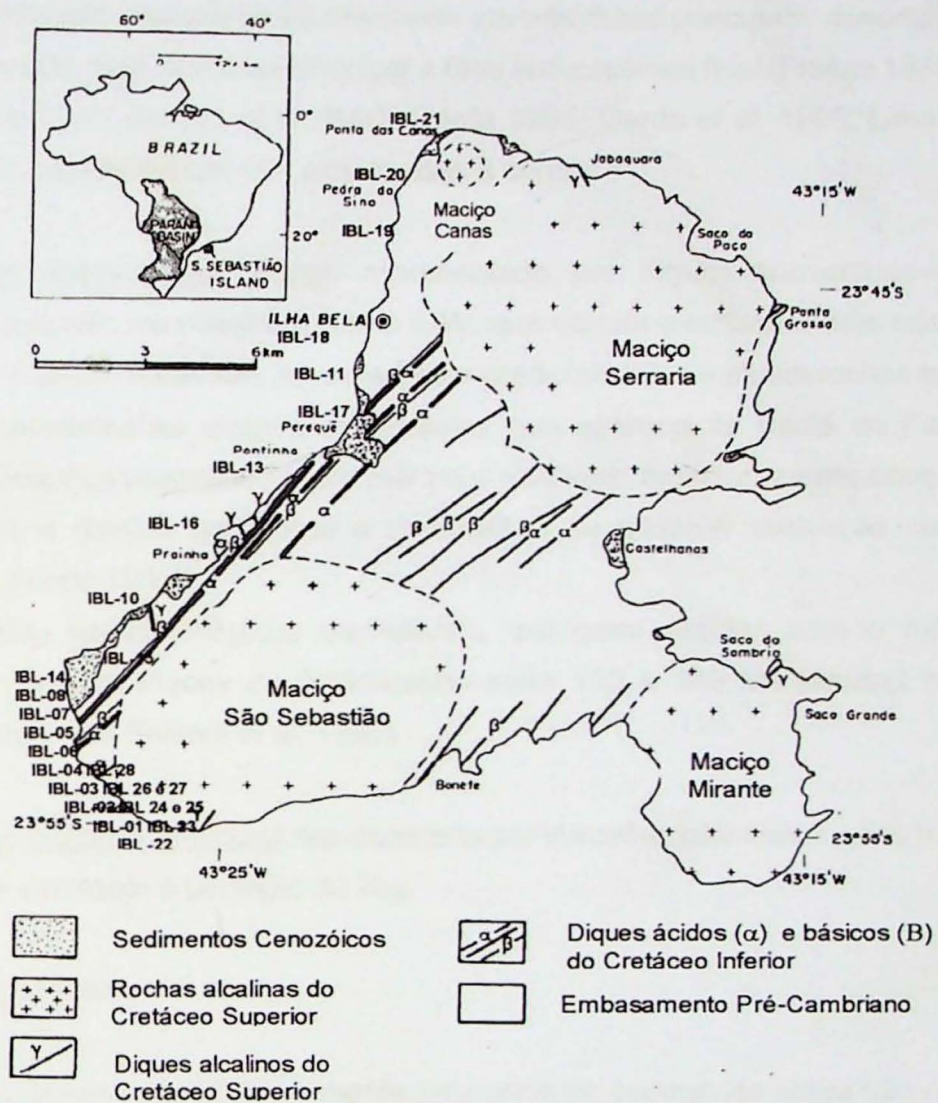 60° 40°
0°
BRAZIL
PARANÁ
BASIN
20°
S. SEBASTIÃO
ISLAND
0 3 6 km
IBL-21
Ponta das Canas
Jabaquara
IBL-20
Pedra do
Sino
Maciço
Canas
43°15'W
IBL-19
Saco do
Poço
23°45'S
ILHA BELA
IBL-18
Ponta
Grossa
Maciço
Serraria
IBL-11
β α
α
β α
IBL-17
Perequê
Pontinha
IBL-13
γ
α
β
α
IBL-16
γ
β
Prainha
β β β
β α α
Castelhanos
α
IBL-10
γ
β
IBL-14
IBL-09
IBL-07
IBL-05
β
α
IBL-06
IBL-04 IBL 28
IBL-03 IBL 26 e 27
IBL 24 e 25
IBL-01 IBL 23
IBL -22
23°55'S
Maciço
São Sebastião
43°25'W
β
β
Bonete
Saco do
Sombrio
γ
γ
Saco Grande
Maciço
Mirante
23°55'S
43°15'W
Sedimentos Cenozóicos
Rochas alcalinas do
Cretáceo Superior
γ
Diques alcalinos do
Cretáceo Superior
α β
Diques ácidos (α) e básicos (B)
do Cretáceo Inferior
Embasamento Pré-Cambriano